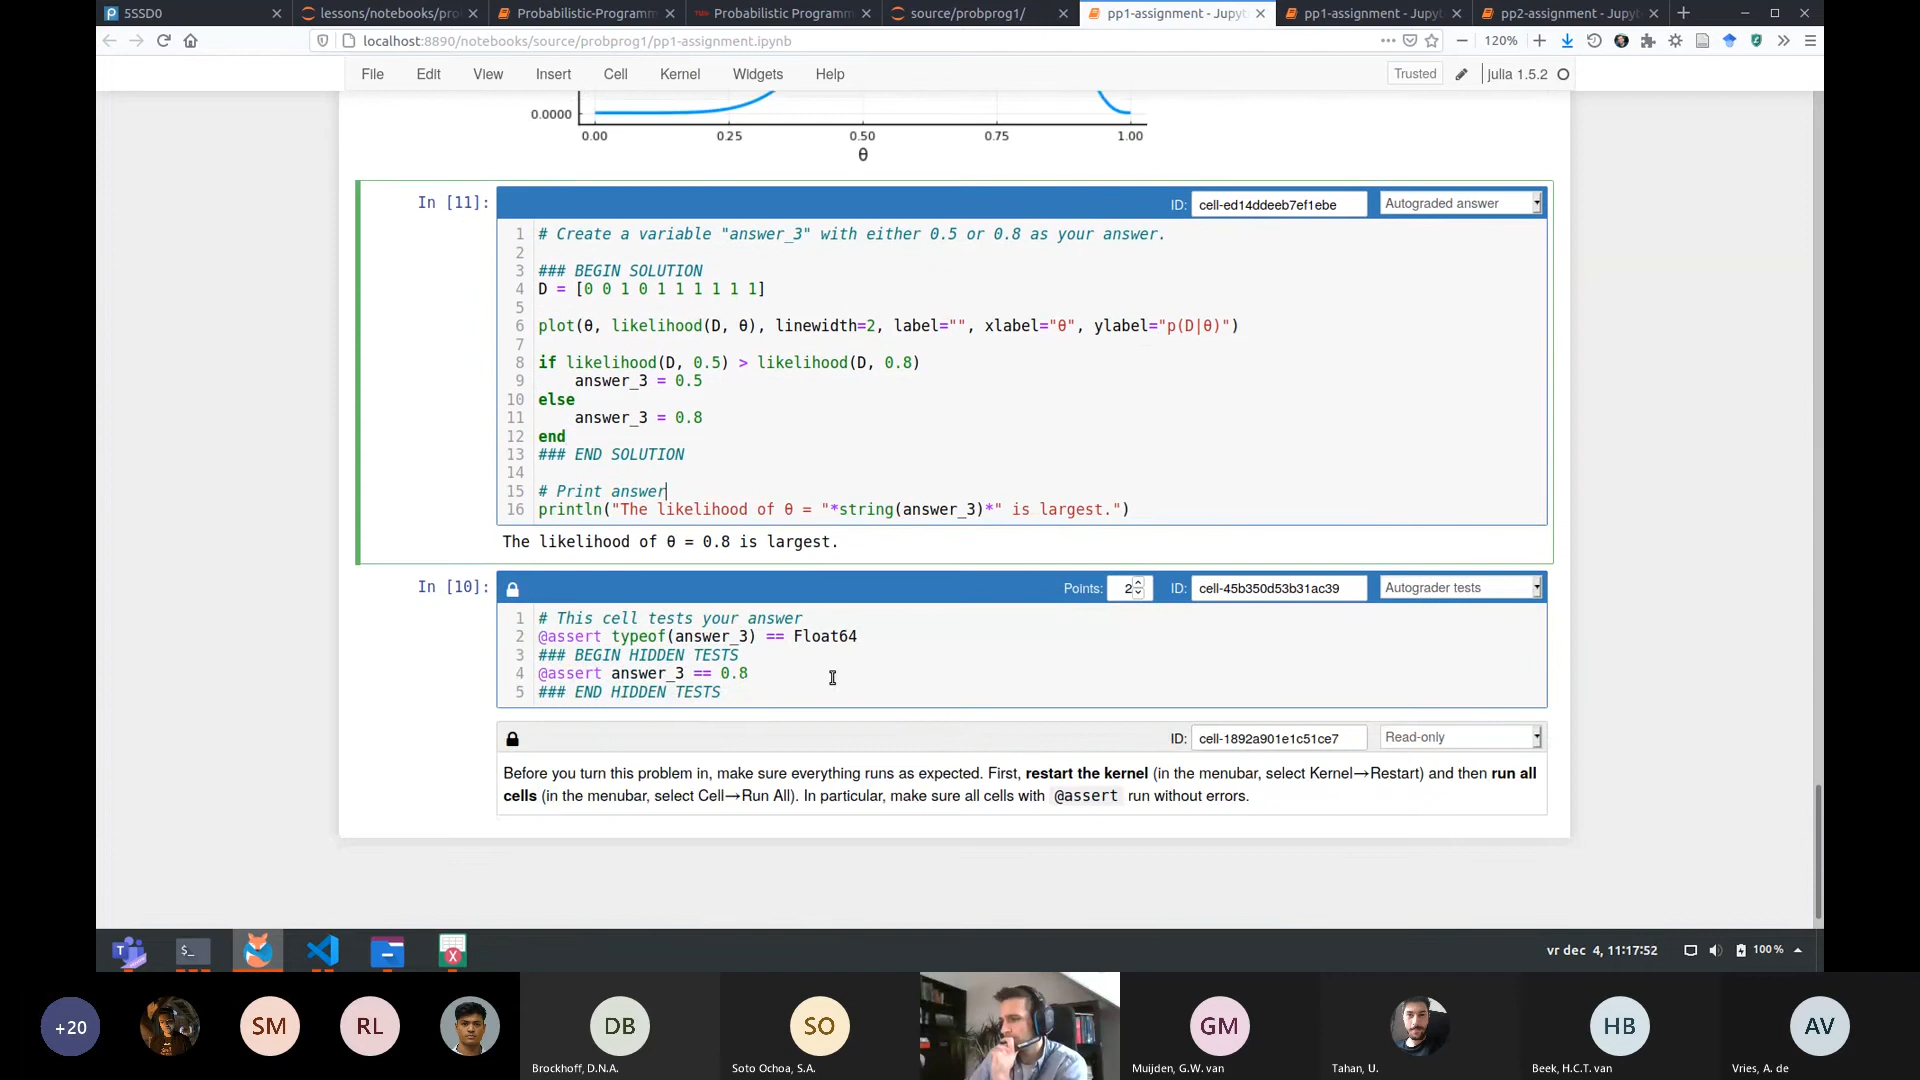 5SSD0
lessons/notebooks/pro
Probabilistic-Programm
Probabilistic Programm
source/probprog1/
pp1-assignment - Jupyt
pp1-assignment - Jupyt
pp2-assignment - Jupyt
localhost:8890/notebooks/source/probprog1/pp1-assignment.ipynb
120%
File Edit View Insert Cell Kernel Widgets Help
Trusted
julia 1.5.2
0.0000
0.00 0.25 0.50 0.75 1.00
θ
In [11]:
ID: cell-ed14ddeeb7ef1ebe Autograded answer
1 # Create a variable "answer_3" with either 0.5 or 0.8 as your answer.
2
3 ### BEGIN SOLUTION
4 D = [0 0 1 0 1 1 1 1 1 1]
5
6 plot(θ, likelihood(D, θ), linewidth=2, label="", xlabel="θ", ylabel="p(D|θ)")
7
8 if likelihood(D, 0.5) > likelihood(D, 0.8)
9 answer_3 = 0.5
10 else
11 answer_3 = 0.8
12 end
13 ### END SOLUTION
14
15 # Print answer
16 println("The likelihood of θ = "*string(answer_3)*" is largest.")
The likelihood of θ = 0.8 is largest.
In [10]:
Points: 2 ID: cell-45b350d53b31ac39 Autograder tests
1 # This cell tests your answer
2 @assert typeof(answer_3) == Float64
3 ### BEGIN HIDDEN TESTS
4 @assert answer_3 == 0.8
5 ### END HIDDEN TESTS
ID: cell-1892a901e1c51ce7 Read-only
Before you turn this problem in, make sure everything runs as expected. First, restart the kernel (in the menubar, select Kernel→Restart) and then run all
cells (in the menubar, select Cell→Run All). In particular, make sure all cells with @assert run without errors.
vr dec 4, 11:17:52
100 %
+20
SM
RL
DB
SO
GM
HB
AV
Brockhoff, D.N.A.
Soto Ochoa, S.A.
Muijden, G.W. van
Tahan, U.
Beek, H.C.T. van
Vries, A. de